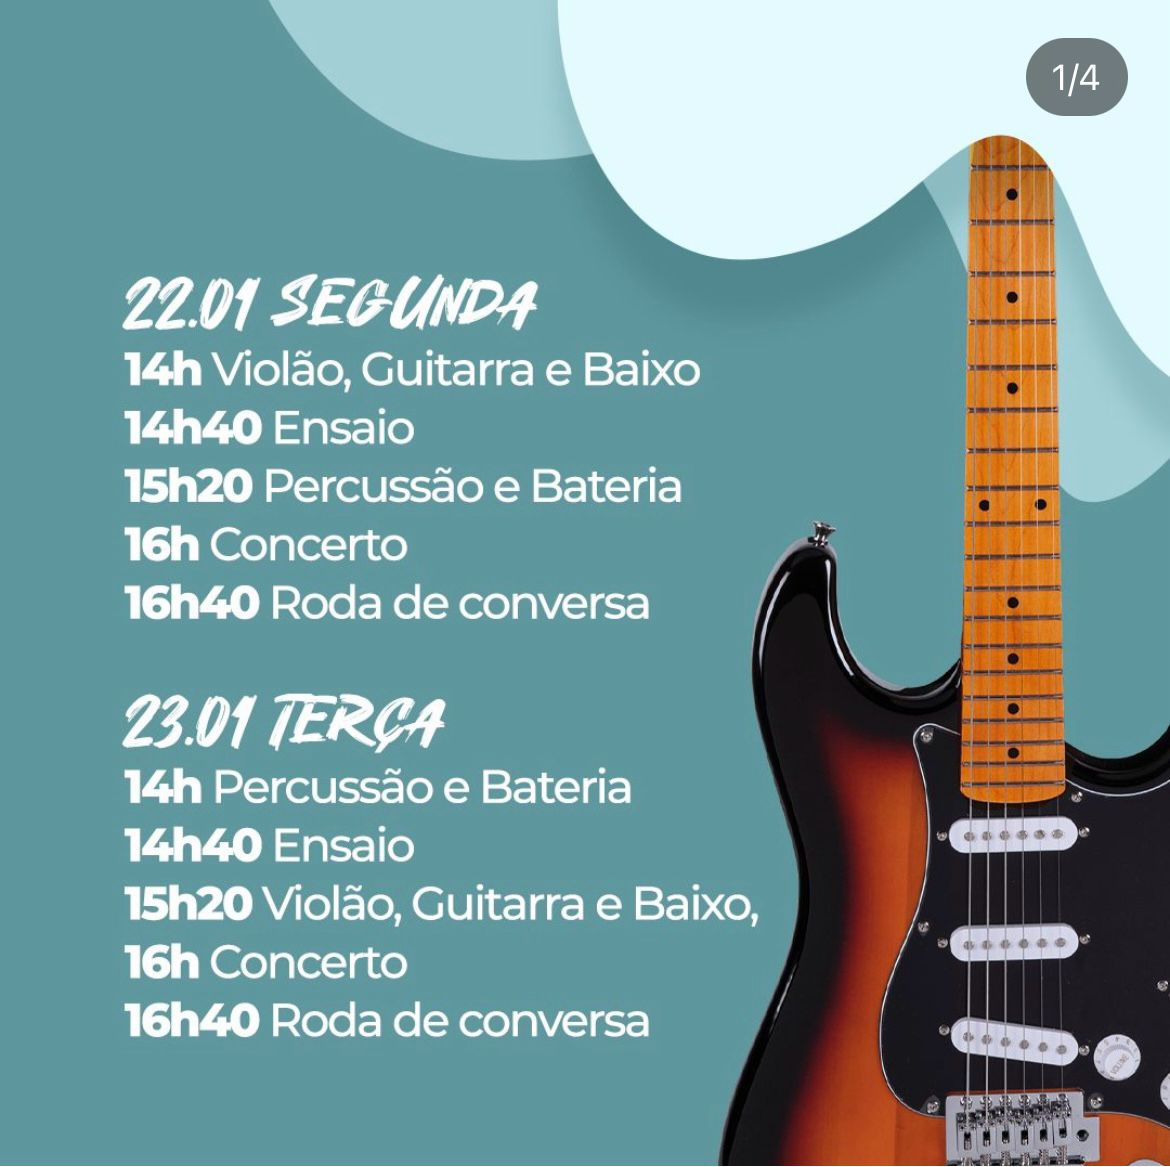 1/4
22.01 SEGUNDA
14h Violão, Guitarra e Baixo
14h40 Ensaio
15h20 Percussão e Bateria
16h Concerto
16h40 Roda de conversa
23.01 TERÇA
14h Percussão e Bateria
14h40 Ensaio
15h20 Violão, Guitarra e Baixo,
16h Concerto
16h40 Roda de conversa
VOLUME